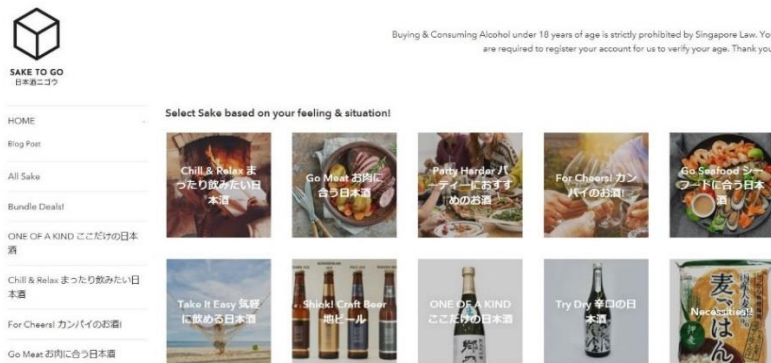 SAKE TO GO
日本酒ニゴウ
Buying & Consuming Alcohol under 18 years of age is strictly prohibited by Singapore Law. Yo
are required to register your account for us to verify your age. Thank you
HOME
Blog Post
All Sake
Bundle Deals!
ONE OF A KIND ここだけの日本
酒
Chill & Relax まったり飲みたい日
本酒
For Cheers! カンパイのお酒!
Go Meat お肉に合う日本酒
Select Sake based on your feeling & situation!
Chill & Relax ま
ったり飲みたい日
本酒
Go Meat お肉に
合う日本酒
Party Harder パ
ーティーにおすす
めのお酒
For Cheers! カン
パイのお酒!
Go Seafood シー
フードに合う日本
酒!
Take It Easy 気軽
に飲める日本酒
Shink! Craft Beer
地ビール
ONE OF A KIND
ここだけの日本酒
Try Dry 辛口の日
本酒
Necessities!!
麦ごはん